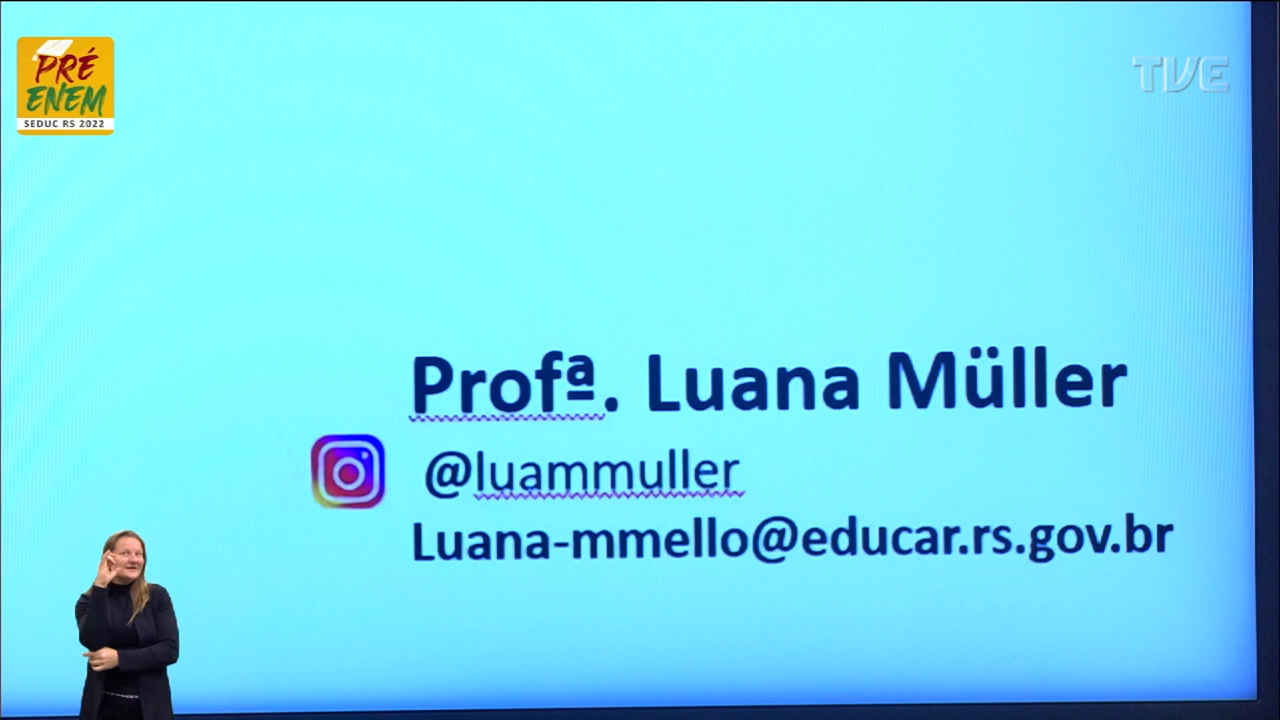 PRÉ
ENEM
SEDUC RS 2022
TVE
Profª. Luana Müller
@luammuller
Luana-mmello@educar.rs.gov.br